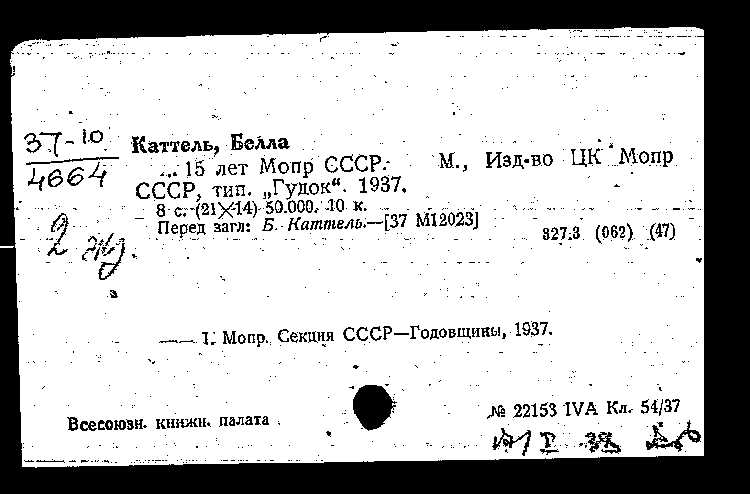 37-10
4664
2 экз.
Каттель, Белла
... 15 лет Мопр СССР. М., Изд-во ЦК Мопр
СССР, тип. „Гудок“. 1937.
8 с. (21×14) 50.000. 10 к.
Перед загл: Б. Каттель.—[37 М12023]
327.3 (062) (47)
—— I. Мопр. Секция СССР—Годовщины, 1937.
Всесоюзн. книжн. палата
№ 22153 IVA Кл. 54/37